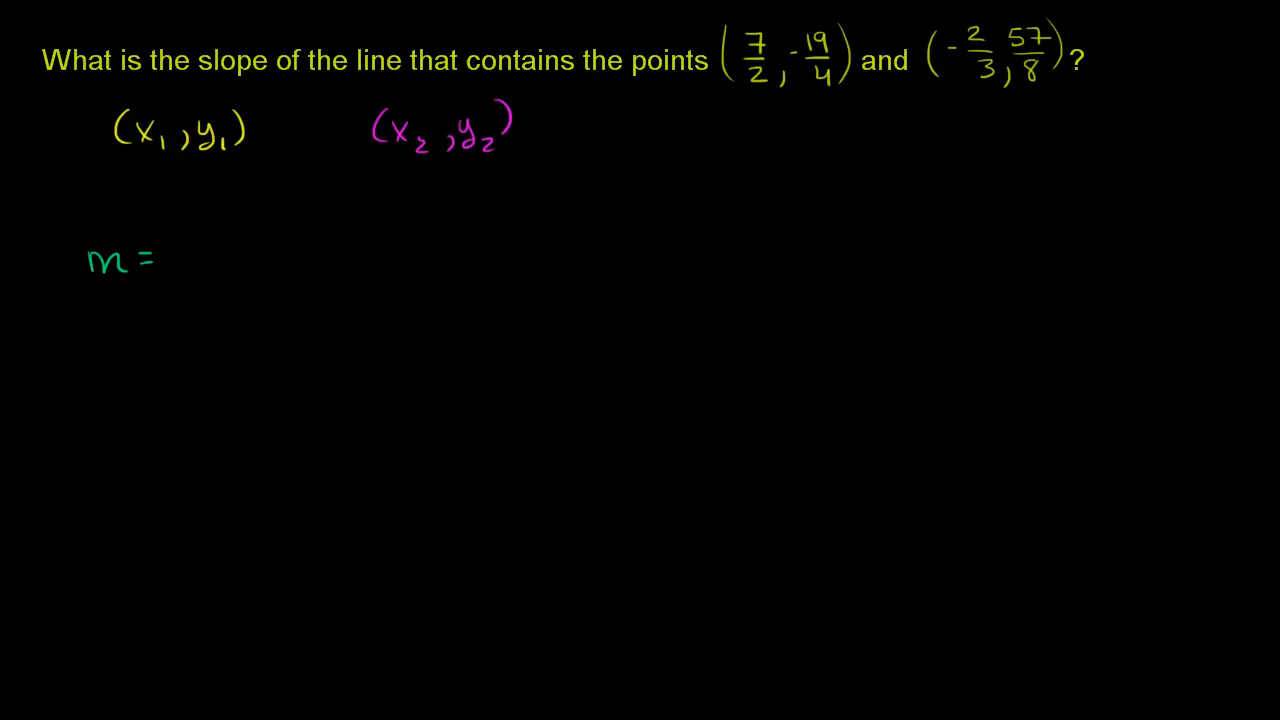 What is the slope of the line that contains the points (7/2, -19/4) and (-2/3, 57/8)?
(x₁, y₁) (x₂, y₂)
m =